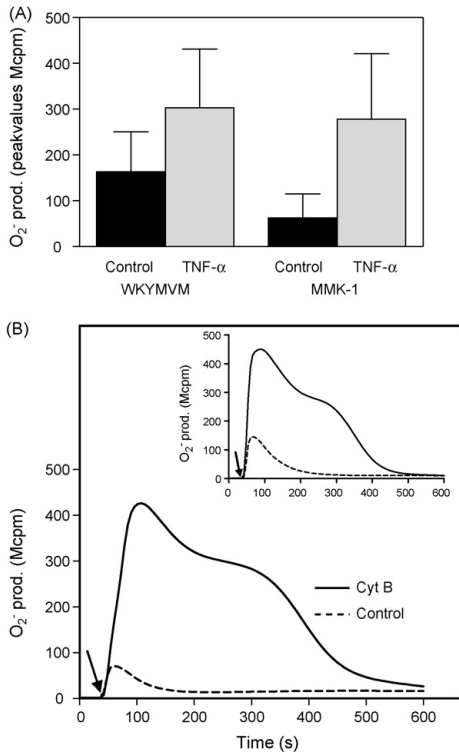 (A)
O2- prod. (peakvalues Mcpm)
500
400
300
200
100
0
Control TNF-α Control TNF-α
WKYMVM MMK-1
(B)
O2- prod. (Mcpm)
500
400
300
200
100
0
0 100 200 300 400 500 600
O2- prod. (Mcpm)
500
400
300
200
100
0
0 100 200 300 400 500 600
Cyt B
Control
Time (s)